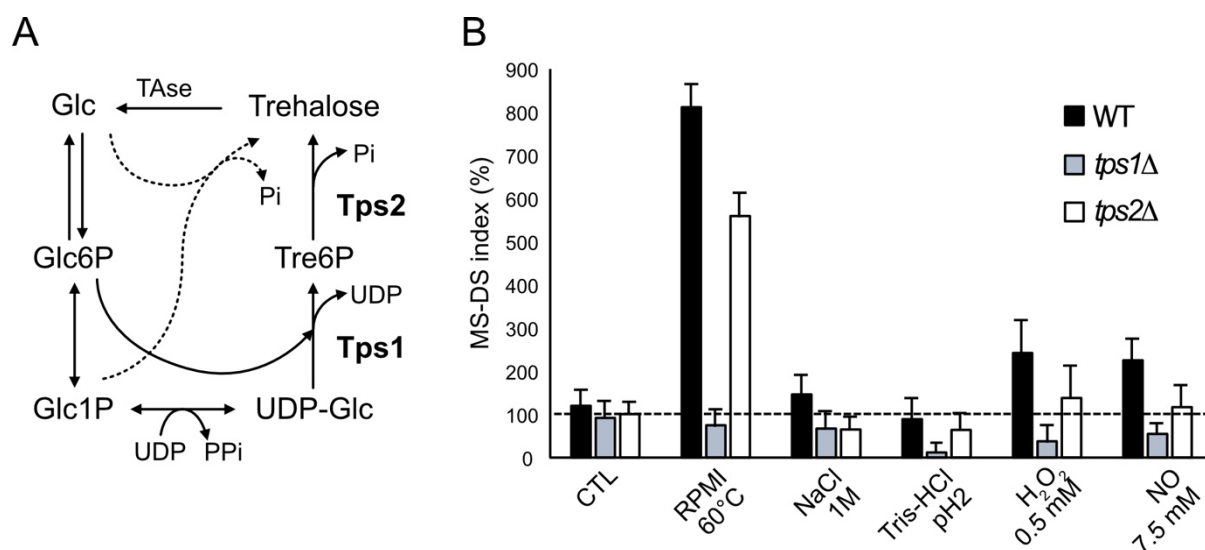 A
Glc
TAse
Trehalose
Pi
Pi
Tps2
Glc6P
Tre6P
UDP
Tps1
Glc1P
UDP-Glc
UDP
PPi
B
MS-DS index (%)
900
800
700
600
500
400
300
200
100
0
WT
tps1Δ
tps2Δ
CTL
RPMI
60°C
NaCl
1M
Tris-HCl
pH2
H2O2
0.5 mM
NO
7.5 mM